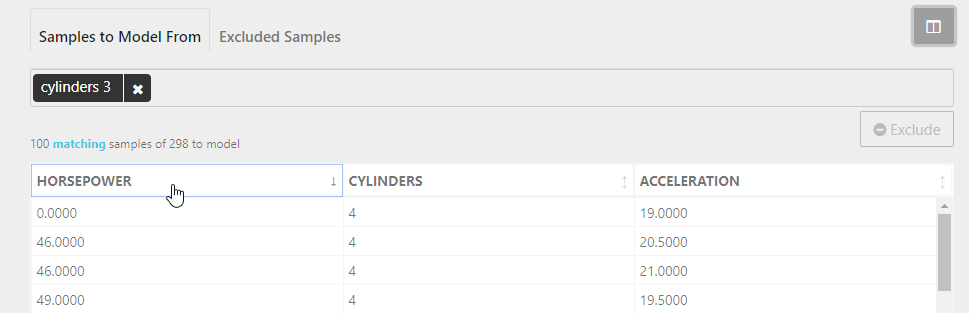 Samples to Model From Excluded Samples
cylinders 3
Exclude
100 matching samples of 298 to model
HORSEPOWER CYLINDERS ACCELERATION
0.0000 4 19.0000
46.0000 4 20.5000
46.0000 4 21.0000
49.0000 4 19.5000